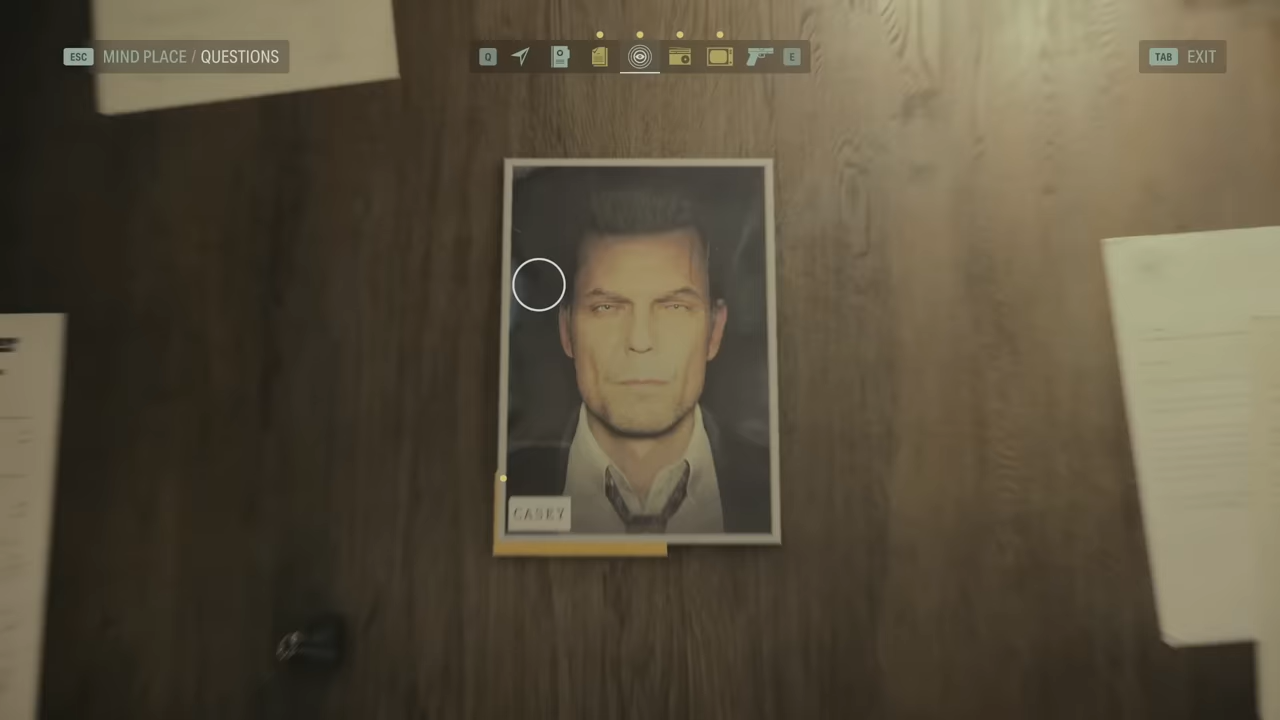 ESC MIND PLACE / QUESTIONS
Q
E
TAB EXIT
CASEY